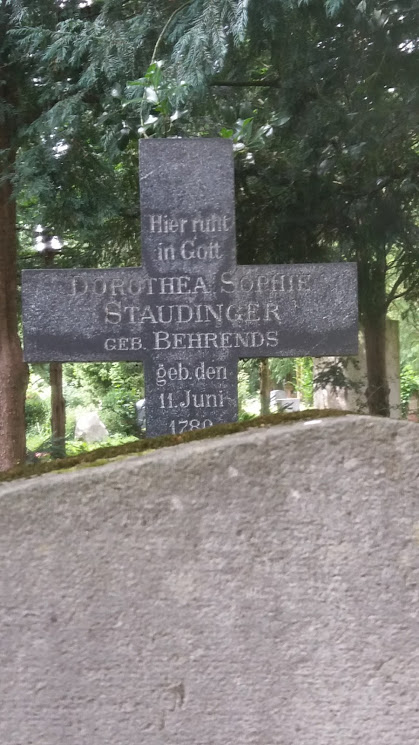 Hier ruht
in Gott
DOROTHEA SOPHIE
STAUDINGER
GEB. BEHRENDS
geb. den
11. Juni